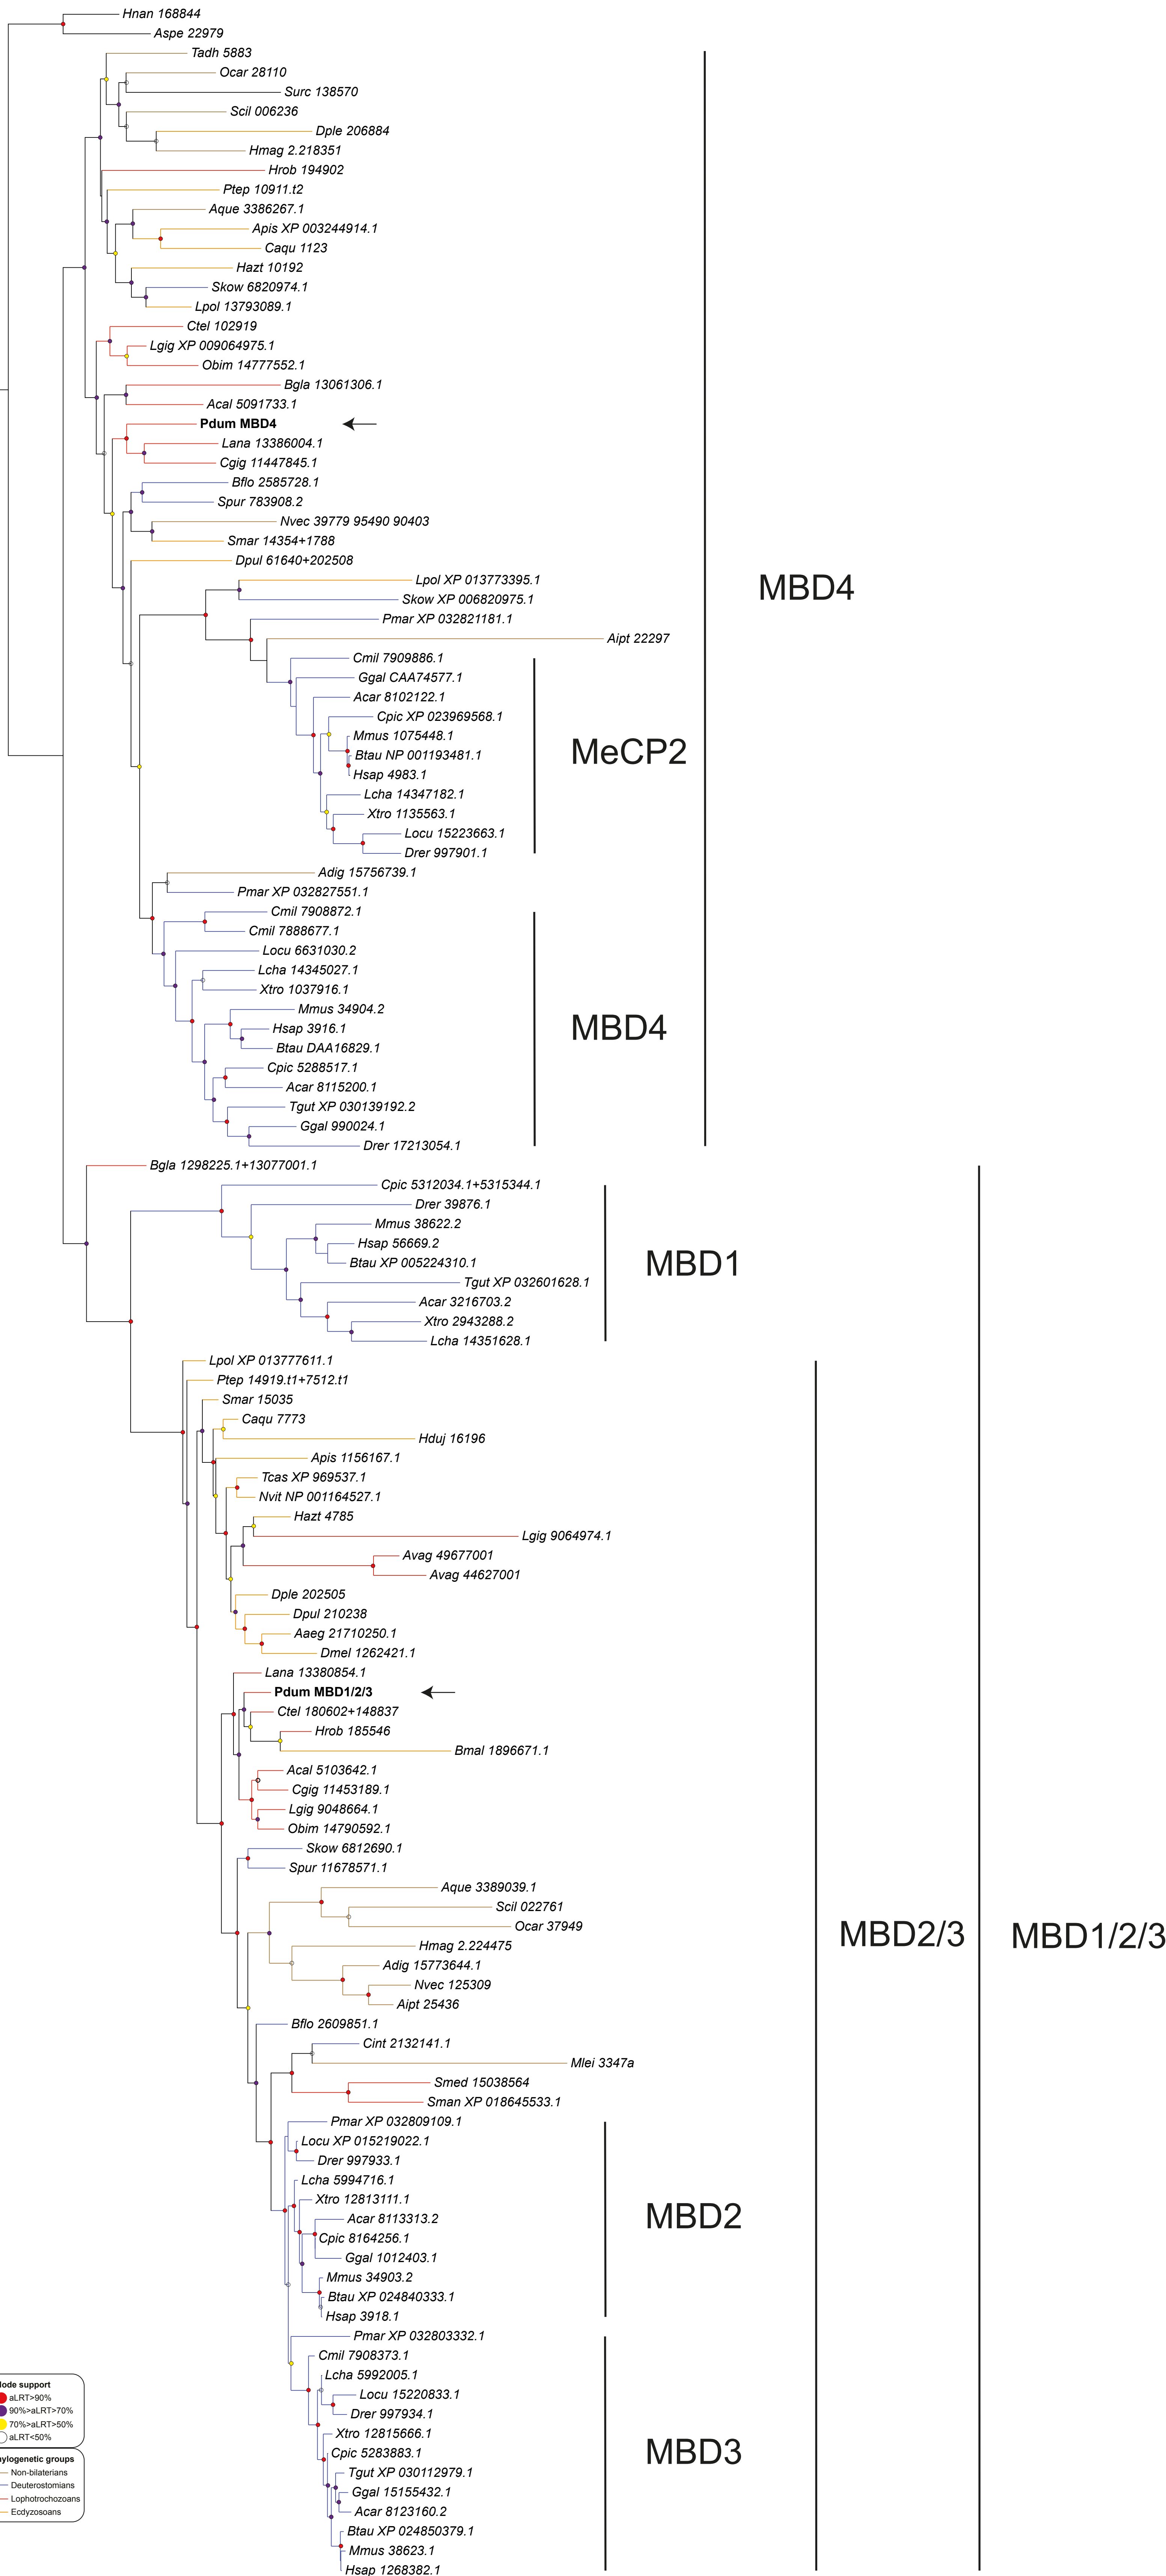 Hnan 168844
Aspe 22979
Tadh 5883
Ocar 28110
Surc 138570
Scil 006236
Dple 206884
Hmag 2.218351
Hrob 194902
Ptep 10911.t2
Aque 3386267.1
Apis XP 003244914.1
Caqu 1123
Hazt 10192
Skow 6820974.1
Lpol 13793089.1
Ctel 102919
Lgig XP 009064975.1
Obim 14777552.1
Bgla 13061306.1
Acal 5091733.1
Pdum MBD4
Lana 13386004.1
Cgig 11447845.1
Bflo 2585728.1
Spur 783908.2
Nvec 39779 95490 90403
Smar 14354+1788
Dpul 61640+202508
Lpol XP 013773395.1
MBD4
Skow XP 006820975.1
Pmar XP 032821181.1
Aipt 22297
Cmil 7909886.1
Ggal CAA74577.1
Acar 8102122.1
Cpic XP 023969568.1
Mmus 1075448.1
MeCP2
Btau NP 001193481.1
Hsap 4983.1
Lcha 14347182.1
Xtro 1135563.1
Locu 15223663.1
Drer 997901.1
Adig 15756739.1
Pmar XP 032827551.1
Cmil 7908872.1
Cmil 7888677.1
Locu 6631030.2
Lcha 14345027.1
Xtro 1037916.1
Mmus 34904.2
Hsap 3916.1
MBD4
Btau DAA16829.1
Cpic 5288517.1
Acar 8115200.1
Tgut XP 030139192.2
Ggal 990024.1
Drer 17213054.1
Bgla 1298225.1+13077001.1
Cpic 5312034.1+5315344.1
Drer 39876.1
Mmus 38622.2
Hsap 56669.2
MBD1
Btau XP 005224310.1
Tgut XP 032601628.1
Acar 3216703.2
Xtro 2943288.2
Lcha 14351628.1
Lpol XP 013777611.1
Ptep 14919.t1+7512.t1
Smar 15035
Caqu 7773
Hduj 16196
Apis 1156167.1
Tcas XP 969537.1
Nvit NP 001164527.1
Hazt 4785
Lgig 9064974.1
Avag 49677001
Avag 44627001
Dple 202505
Dpul 210238
Aaeg 21710250.1
Dmel 1262421.1
Lana 13380854.1
Pdum MBD1/2/3
Ctel 180602+148837
Hrob 185546
Bmal 1896671.1
Acal 5103642.1
Cgig 11453189.1
Lgig 9048664.1
Obim 14790592.1
Skow 6812690.1
Spur 11678571.1
Aque 3389039.1
Scil 022761
Ocar 37949
MBD2/3
MBD1/2/3
Hmag 2.224475
Adig 15773644.1
Nvec 125309
Aipt 25436
Bflo 2609851.1
Cint 2132141.1
Mlei 3347a
Smed 15038564
Sman XP 018645533.1
Pmar XP 032809109.1
Locu XP 015219022.1
Drer 997933.1
Lcha 5994716.1
Xtro 12813111.1
MBD2
Acar 8113313.2
Cpic 8164256.1
Ggal 1012403.1
Mmus 34903.2
Btau XP 024840333.1
Hsap 3918.1
Pmar XP 032803332.1
Cmil 7908373.1
Lcha 5992005.1
Locu 15220833.1
Drer 997934.1
Xtro 12815666.1
MBD3
Cpic 5283883.1
Tgut XP 030112979.1
Ggal 15155432.1
Acar 8123160.2
Btau XP 024850379.1
Mmus 38623.1
Hsap 1268382.1
lode support
aLRT>90%
90%>aLRT>70%
70%>aLRT>50%
aLRT<50%
hylogenetic groups
Non-bilaterians
Deuterostomians
Lophotrochozoans
Ecdyzosoans